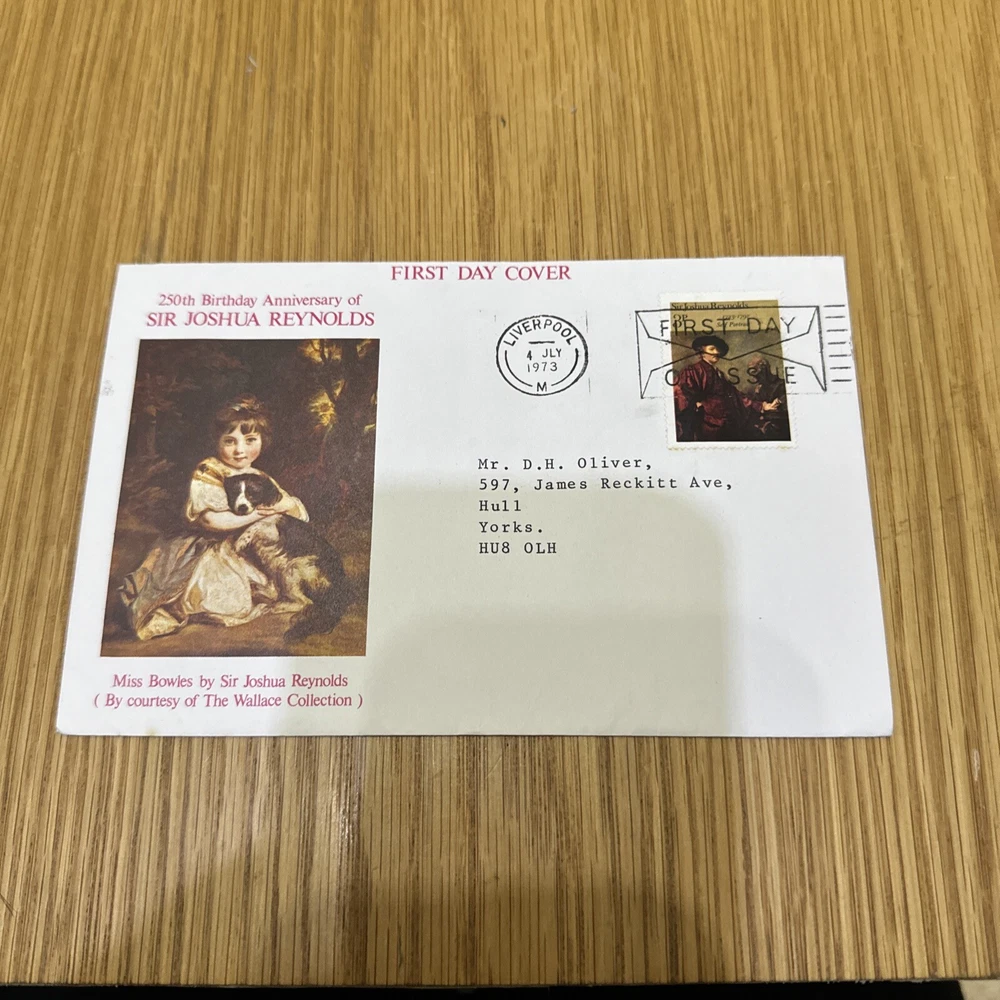 FIRST DAY COVER
250th Birthday Anniversary of
SIR JOSHUA REYNOLDS
LIVERPOOL
4 JLY
1973
M
Sir Joshua Reynolds
Self Portrait
FIRST DAY
OF ISSUE
Mr. D.H. Oliver,
597, James Reckitt Ave,
Hull
Yorks.
HU8 OLH
Miss Bowles by Sir Joshua Reynolds
( By courtesy of The Wallace Collection )